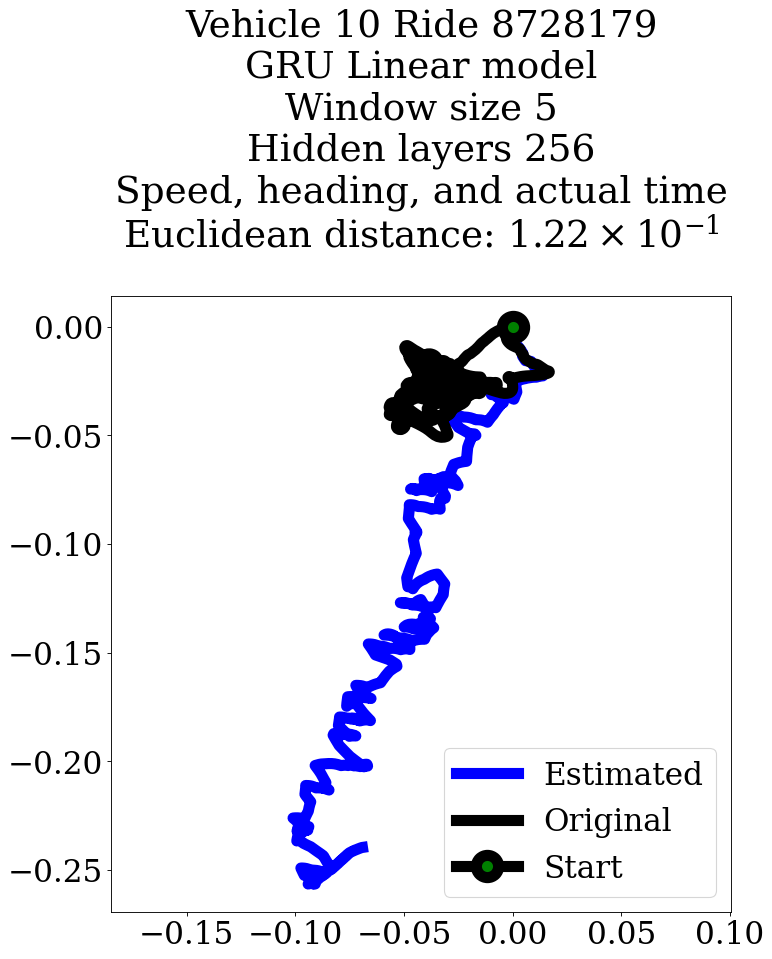 Vehicle 10 Ride 8728179
GRU Linear model
Window size 5
Hidden layers 256
Speed, heading, and actual time
Euclidean distance: 1.22 × 10⁻¹
0.00
−0.05
−0.10
−0.15
−0.20
−0.25
Estimated
Original
Start
−0.15 −0.10 −0.05 0.00 0.05 0.10